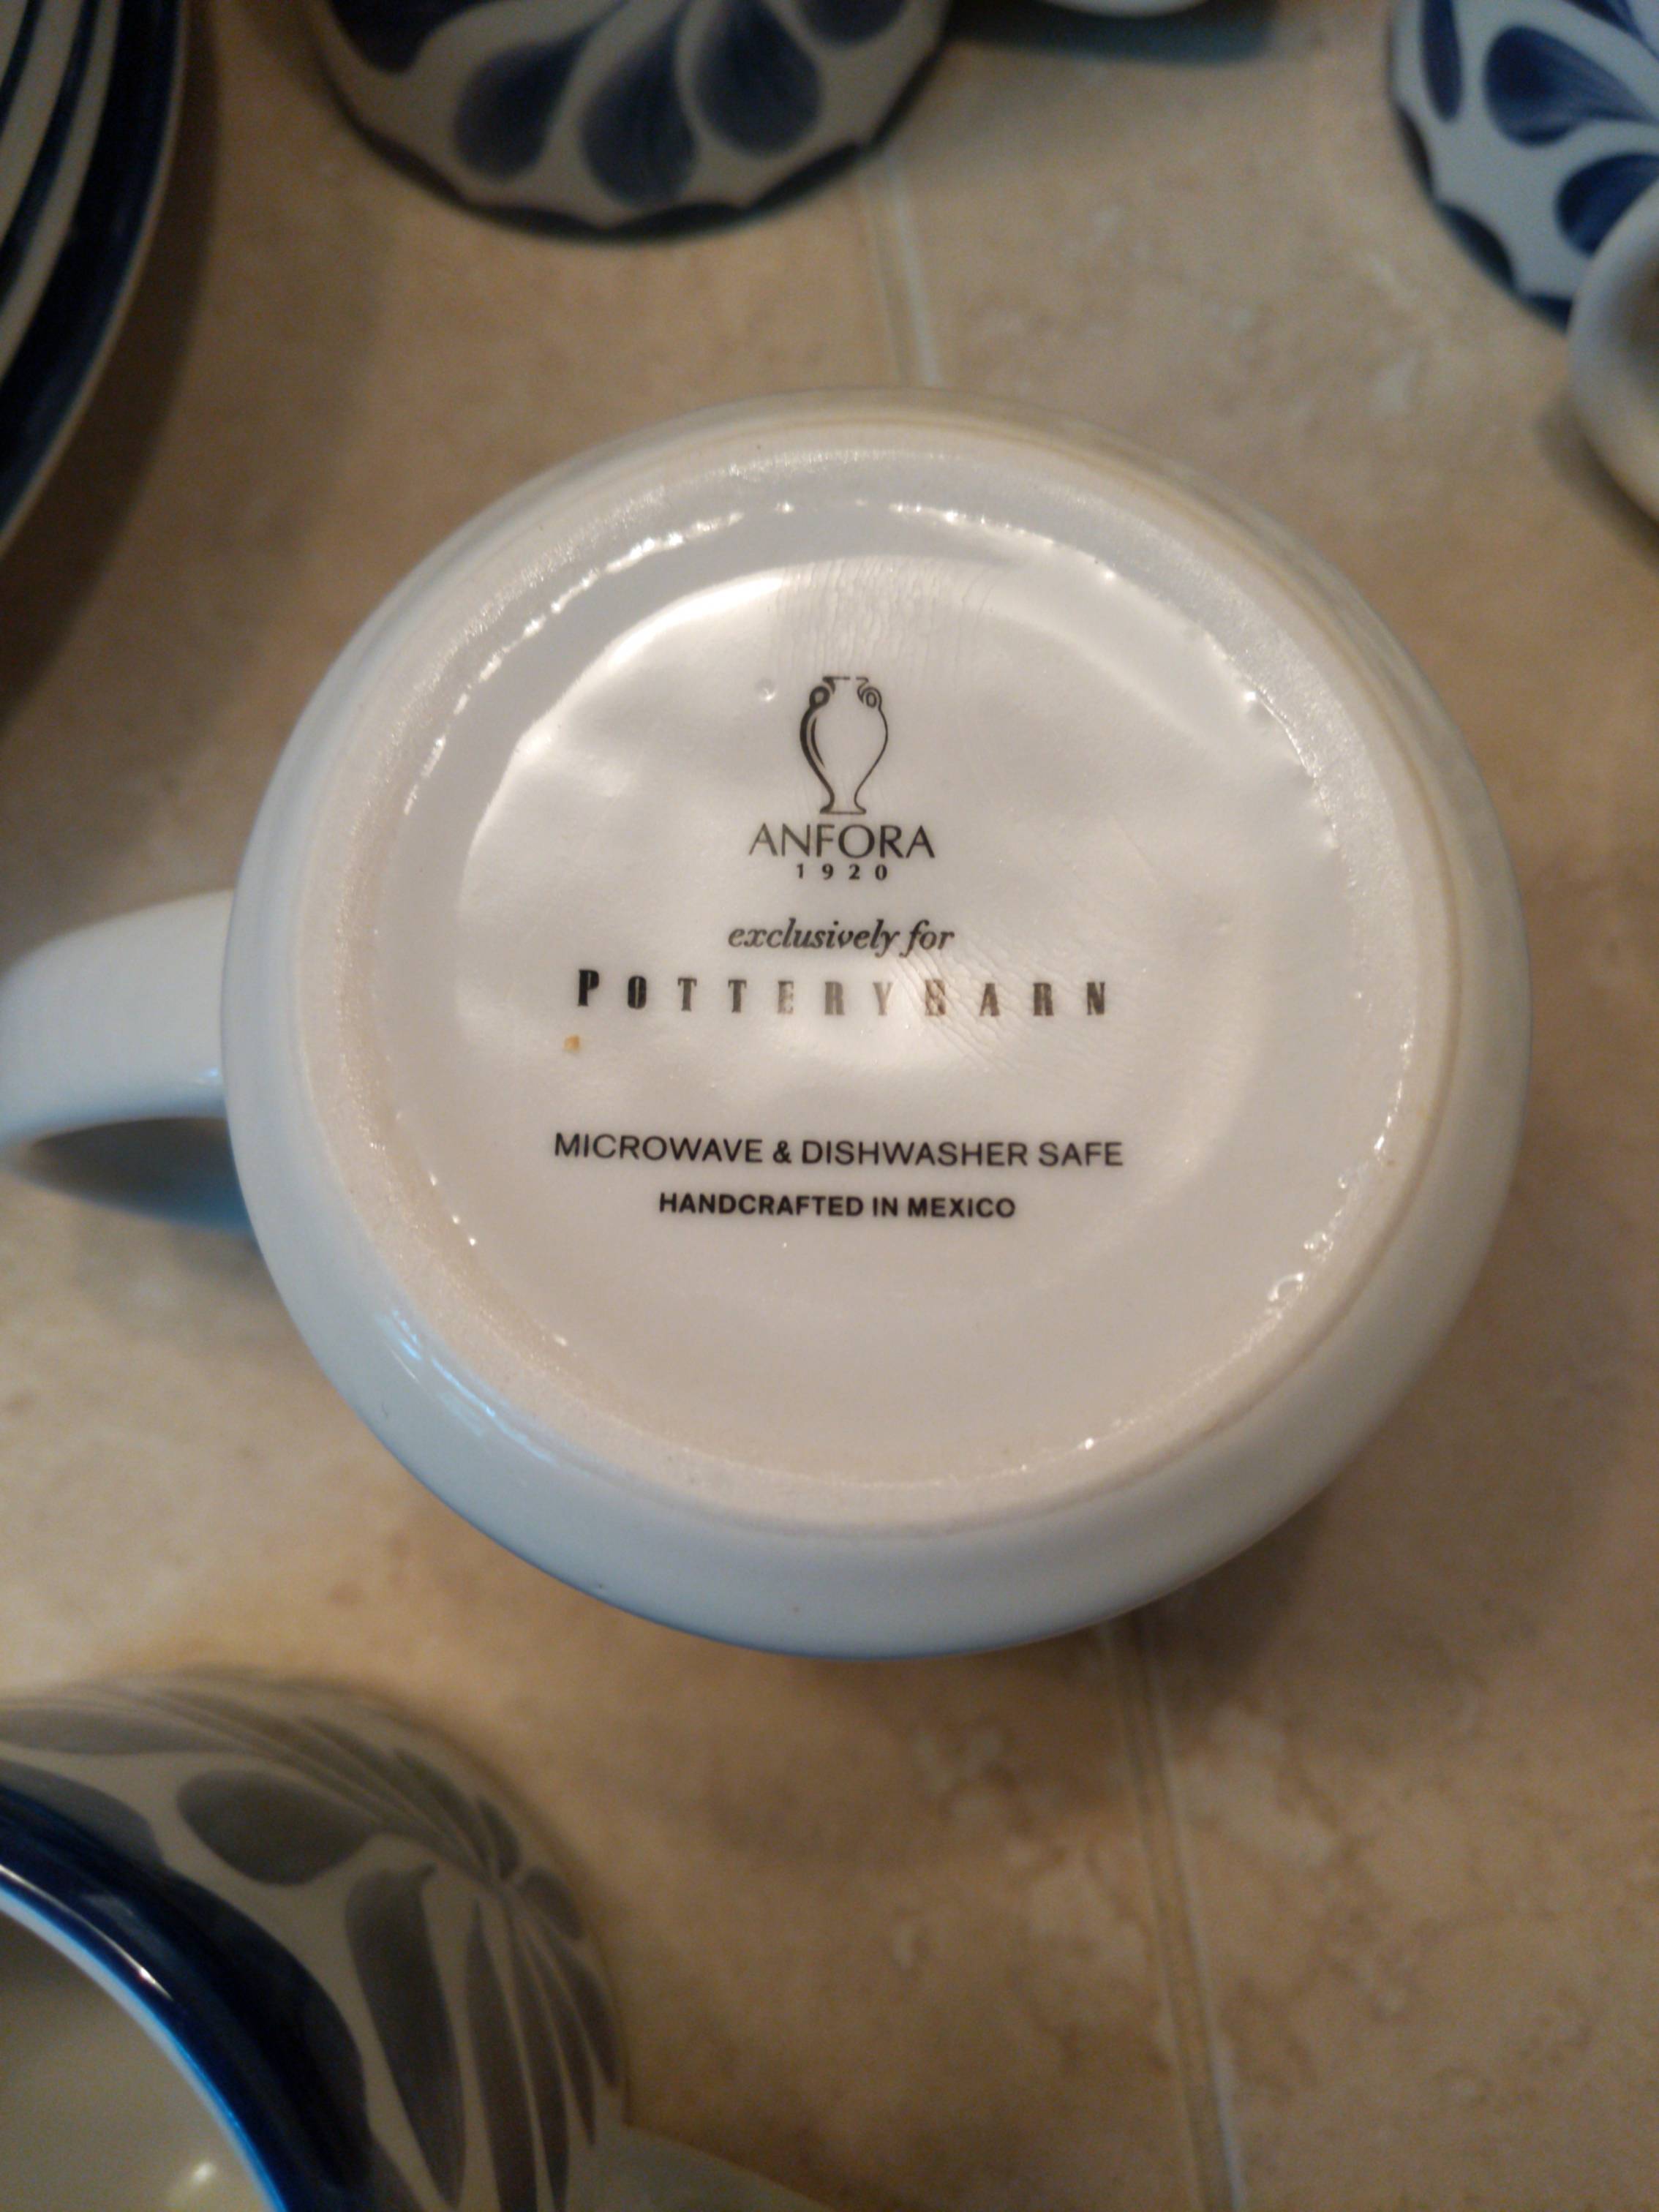 ANFORA
1920
exclusively for
POTTERYBARN
MICROWAVE & DISHWASHER SAFE
HANDCRAFTED IN MEXICO